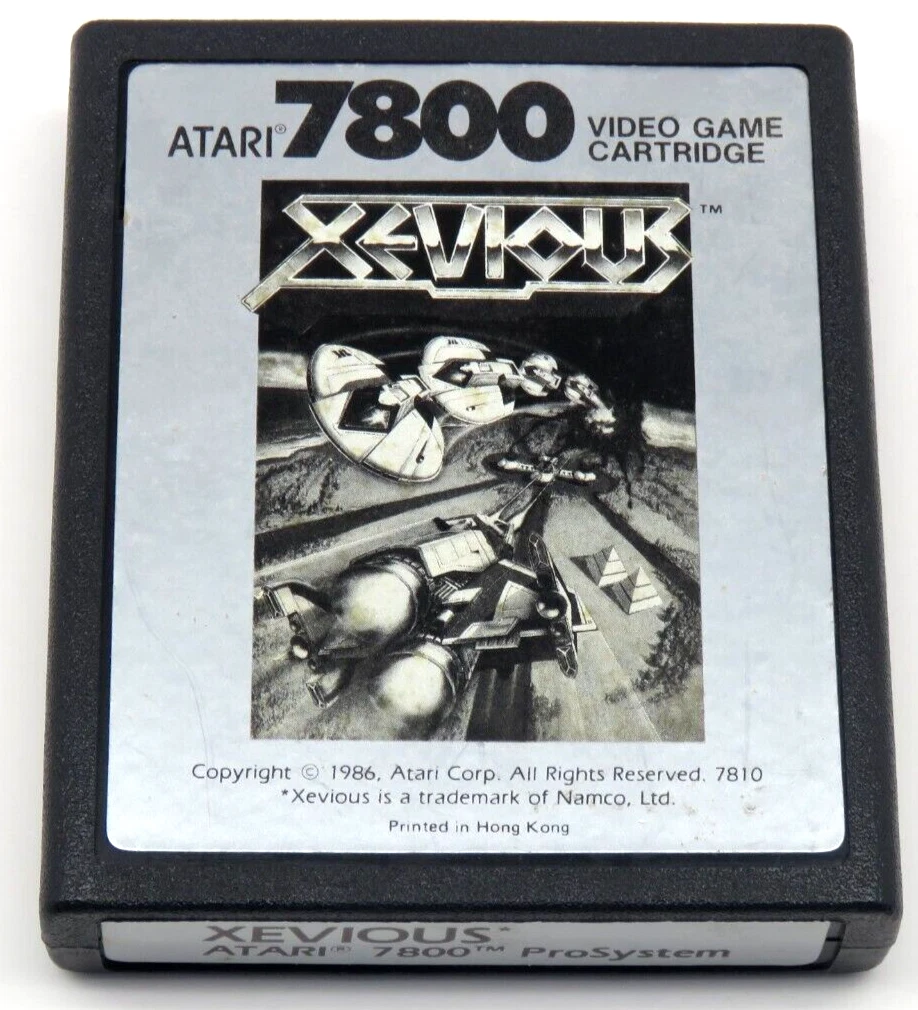 ATARI® 7800 VIDEO GAME
CARTRIDGE
XEVIOUS™
Copyright © 1986, Atari Corp. All Rights Reserved. 7810
*Xevious is a trademark of Namco, Ltd.
Printed in Hong Kong
XEVIOUS*
ATARI® 7800™ ProSystem